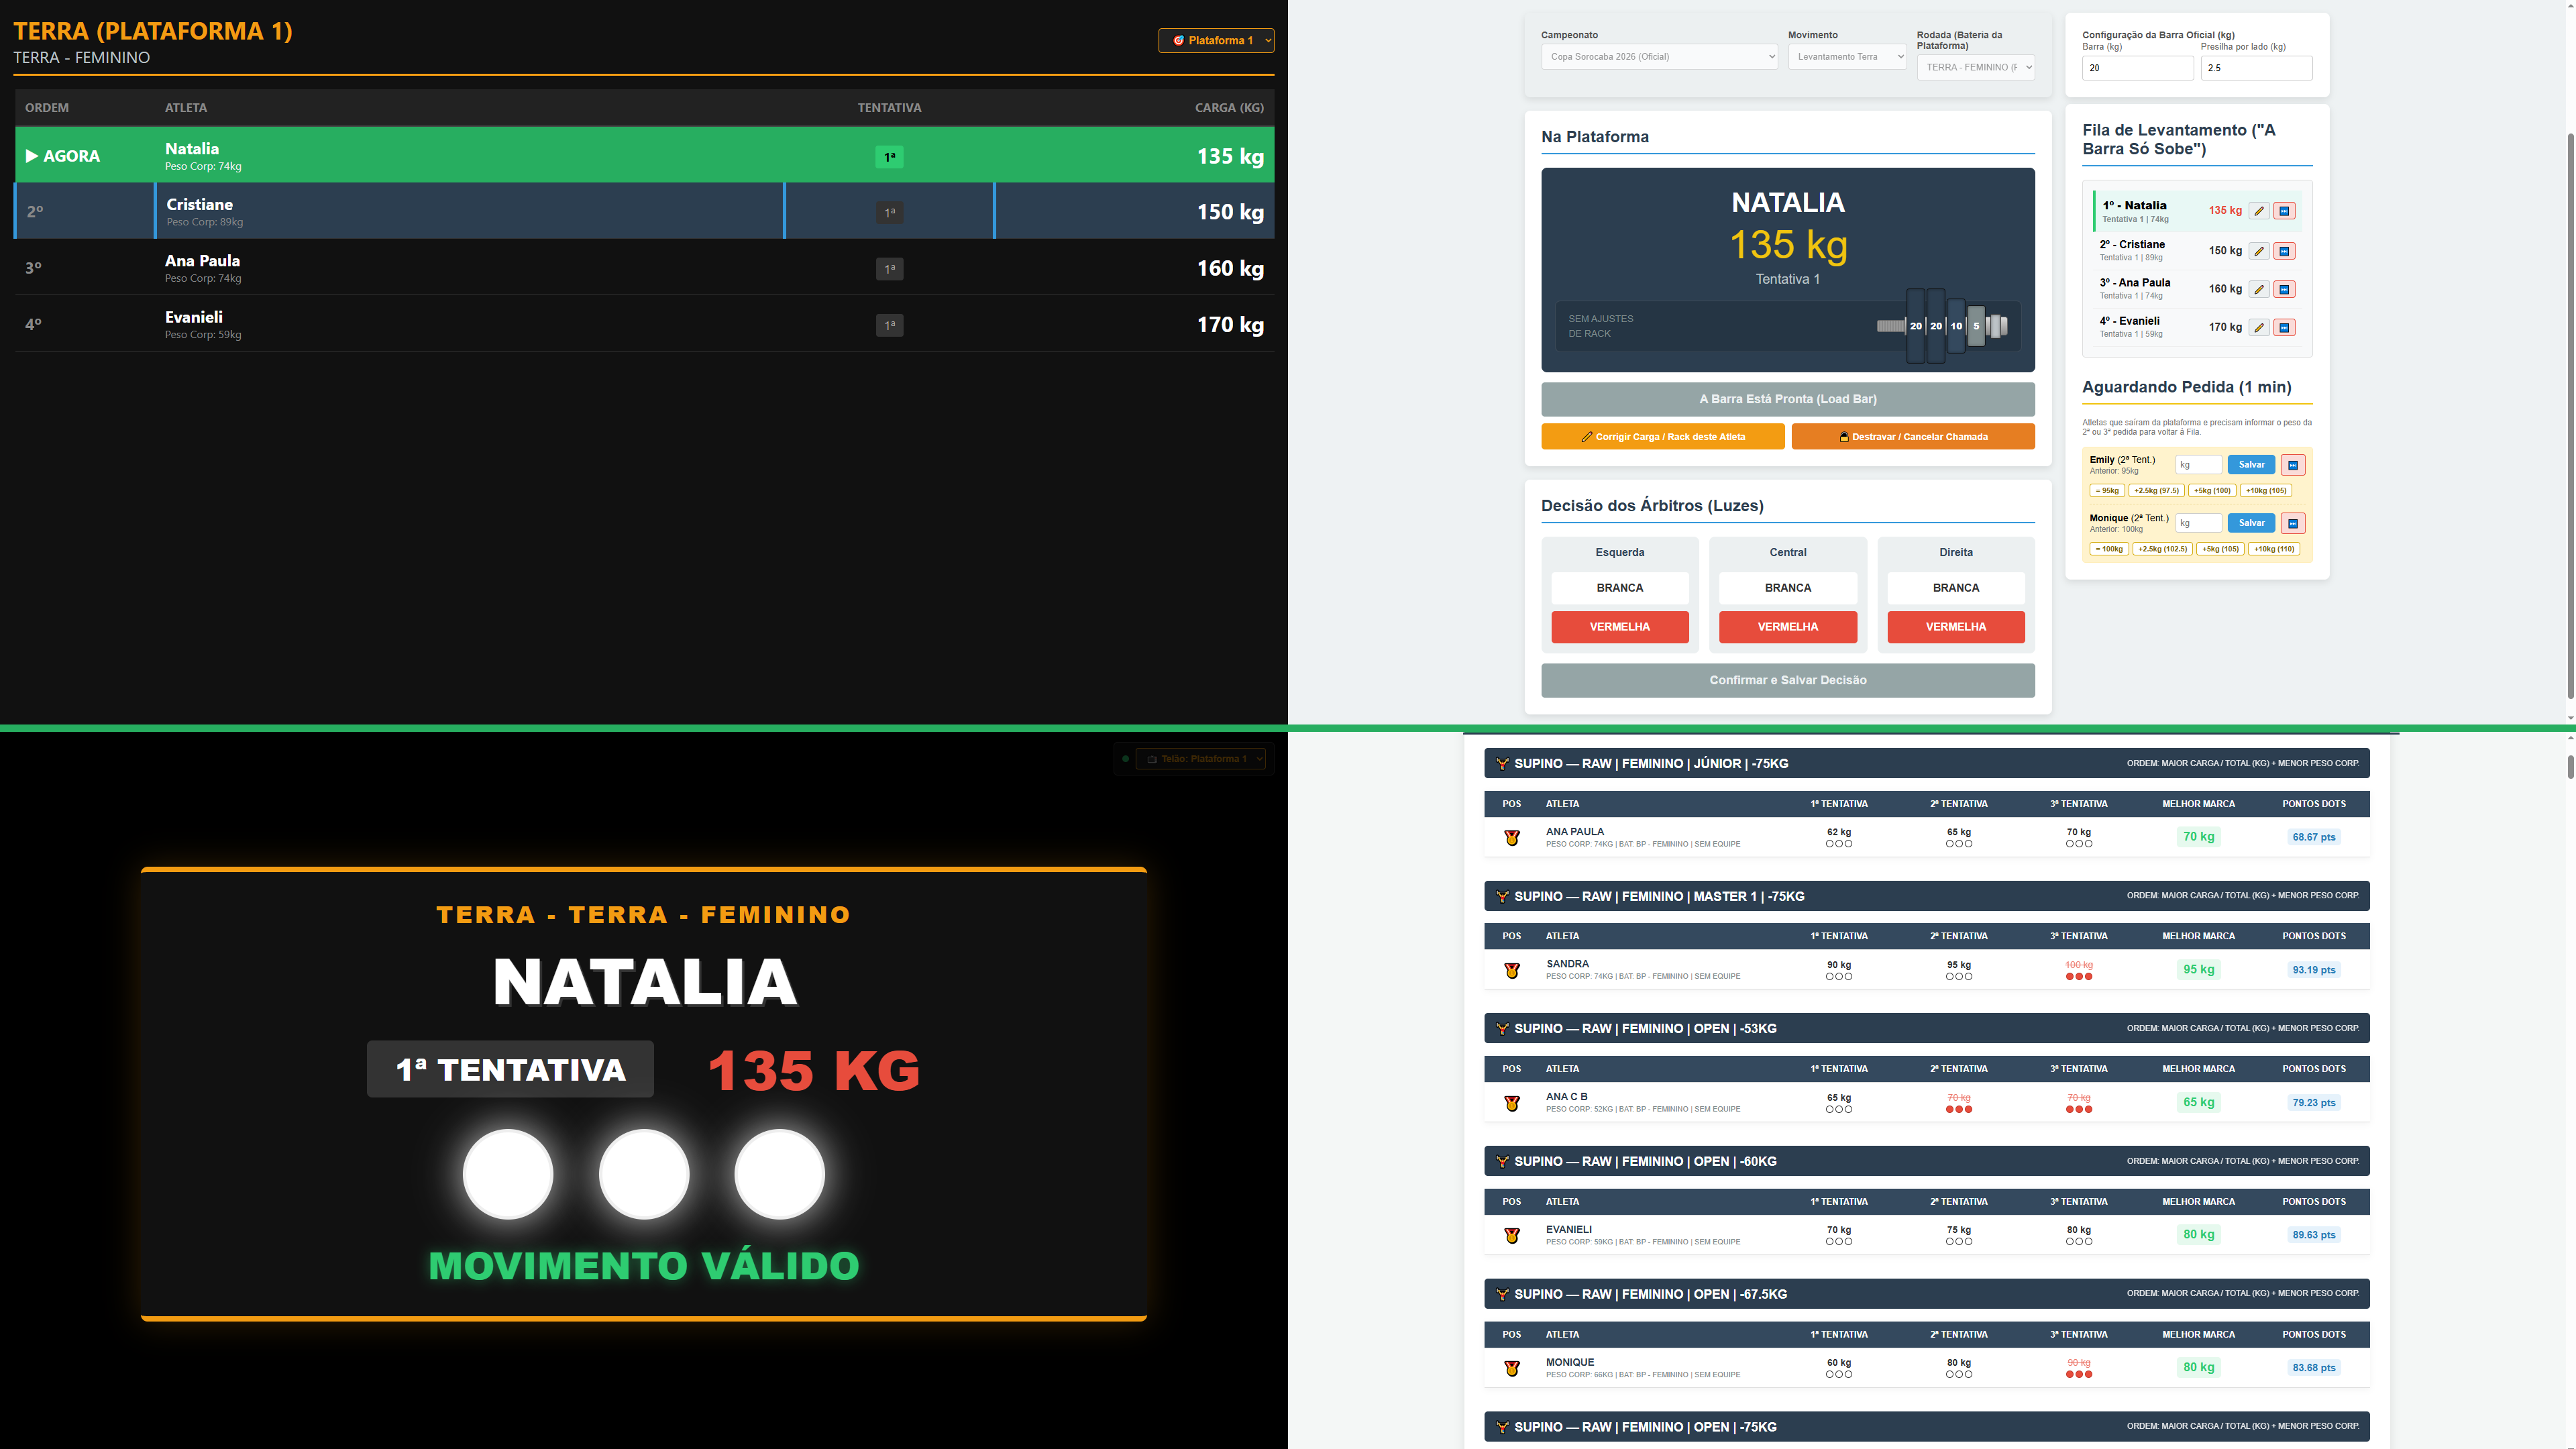 TERRA (PLATAFORMA 1)
TERRA - FEMININO
Plataforma 1
ORDEM ATLETA TENTATIVA CARGA (KG)
▶ AGORA Natalia 1ª 135 kg
Peso Corp: 74kg
2º Cristiane 1ª 150 kg
Peso Corp: 89kg
3º Ana Paula 1ª 160 kg
Peso Corp: 74kg
4º Evanieli 1ª 170 kg
Peso Corp: 59kg
Campeonato
Copa Sorocaba 2026 (Oficial)
Movimento
Levantamento Terra
Rodada (Bateria da
Plataforma)
TERRA - FEMININO (F
Configuração da Barra Oficial (kg)
Barra (kg) Presilha por lado (kg)
20 2.5
Na Plataforma
NATALIA
135 kg
Tentativa 1
SEM AJUSTES
DE RACK
20 20 10 5
A Barra Está Pronta (Load Bar)
Corrigir Carga / Rack deste Atleta
Destravar / Cancelar Chamada
Decisão dos Árbitros (Luzes)
Esquerda Central Direita
BRANCA BRANCA BRANCA
VERMELHA VERMELHA VERMELHA
Confirmar e Salvar Decisão
Fila de Levantamento ("A
Barra Só Sobe")
1º - Natalia 135 kg
Tentativa 1 | 74kg
2º - Cristiane 150 kg
Tentativa 1 | 89kg
3º - Ana Paula 160 kg
Tentativa 1 | 74kg
4º - Evanieli 170 kg
Tentativa 1 | 59kg
Aguardando Pedida (1 min)
Atletas que saíram da plataforma e precisam informar o peso da
2ª ou 3ª pedida para voltar à Fila.
Emily (2ª Tent.) kg Salvar
Anterior: 95kg
= 95kg +2.5kg (97.5) +5kg (100) +10kg (105)
Monique (2ª Tent.) kg Salvar
Anterior: 100kg
= 100kg +2.5kg (102.5) +5kg (105) +10kg (110)
Telão: Plataforma 1
TERRA - TERRA - FEMININO
NATALIA
1ª TENTATIVA 135 KG
MOVIMENTO VÁLIDO
SUPINO — RAW | FEMININO | JÚNIOR | -75KG ORDEM: MAIOR CARGA / TOTAL (KG) + MENOR PESO CORP.
POS ATLETA 1ª TENTATIVA 2ª TENTATIVA 3ª TENTATIVA MELHOR MARCA PONTOS DOTS
ANA PAULA 62 kg 65 kg 70 kg 70 kg 68.67 pts
PESO CORP: 74KG | BAT: BP - FEMININO | SEM EQUIPE
SUPINO — RAW | FEMININO | MASTER 1 | -75KG ORDEM: MAIOR CARGA / TOTAL (KG) + MENOR PESO CORP.
POS ATLETA 1ª TENTATIVA 2ª TENTATIVA 3ª TENTATIVA MELHOR MARCA PONTOS DOTS
SANDRA 90 kg 95 kg 100 kg 95 kg 93.19 pts
PESO CORP: 74KG | BAT: BP - FEMININO | SEM EQUIPE
SUPINO — RAW | FEMININO | OPEN | -53KG ORDEM: MAIOR CARGA / TOTAL (KG) + MENOR PESO CORP.
POS ATLETA 1ª TENTATIVA 2ª TENTATIVA 3ª TENTATIVA MELHOR MARCA PONTOS DOTS
ANA C B 65 kg 70 kg 70 kg 65 kg 79.23 pts
PESO CORP: 52KG | BAT: BP - FEMININO | SEM EQUIPE
SUPINO — RAW | FEMININO | OPEN | -60KG ORDEM: MAIOR CARGA / TOTAL (KG) + MENOR PESO CORP.
POS ATLETA 1ª TENTATIVA 2ª TENTATIVA 3ª TENTATIVA MELHOR MARCA PONTOS DOTS
EVANIELI 70 kg 75 kg 80 kg 80 kg 89.63 pts
PESO CORP: 59KG | BAT: BP - FEMININO | SEM EQUIPE
SUPINO — RAW | FEMININO | OPEN | -67.5KG ORDEM: MAIOR CARGA / TOTAL (KG) + MENOR PESO CORP.
POS ATLETA 1ª TENTATIVA 2ª TENTATIVA 3ª TENTATIVA MELHOR MARCA PONTOS DOTS
MONIQUE 60 kg 80 kg 90 kg 80 kg 83.68 pts
PESO CORP: 66KG | BAT: BP - FEMININO | SEM EQUIPE
SUPINO — RAW | FEMININO | OPEN | -75KG ORDEM: MAIOR CARGA / TOTAL (KG) + MENOR PESO CORP.